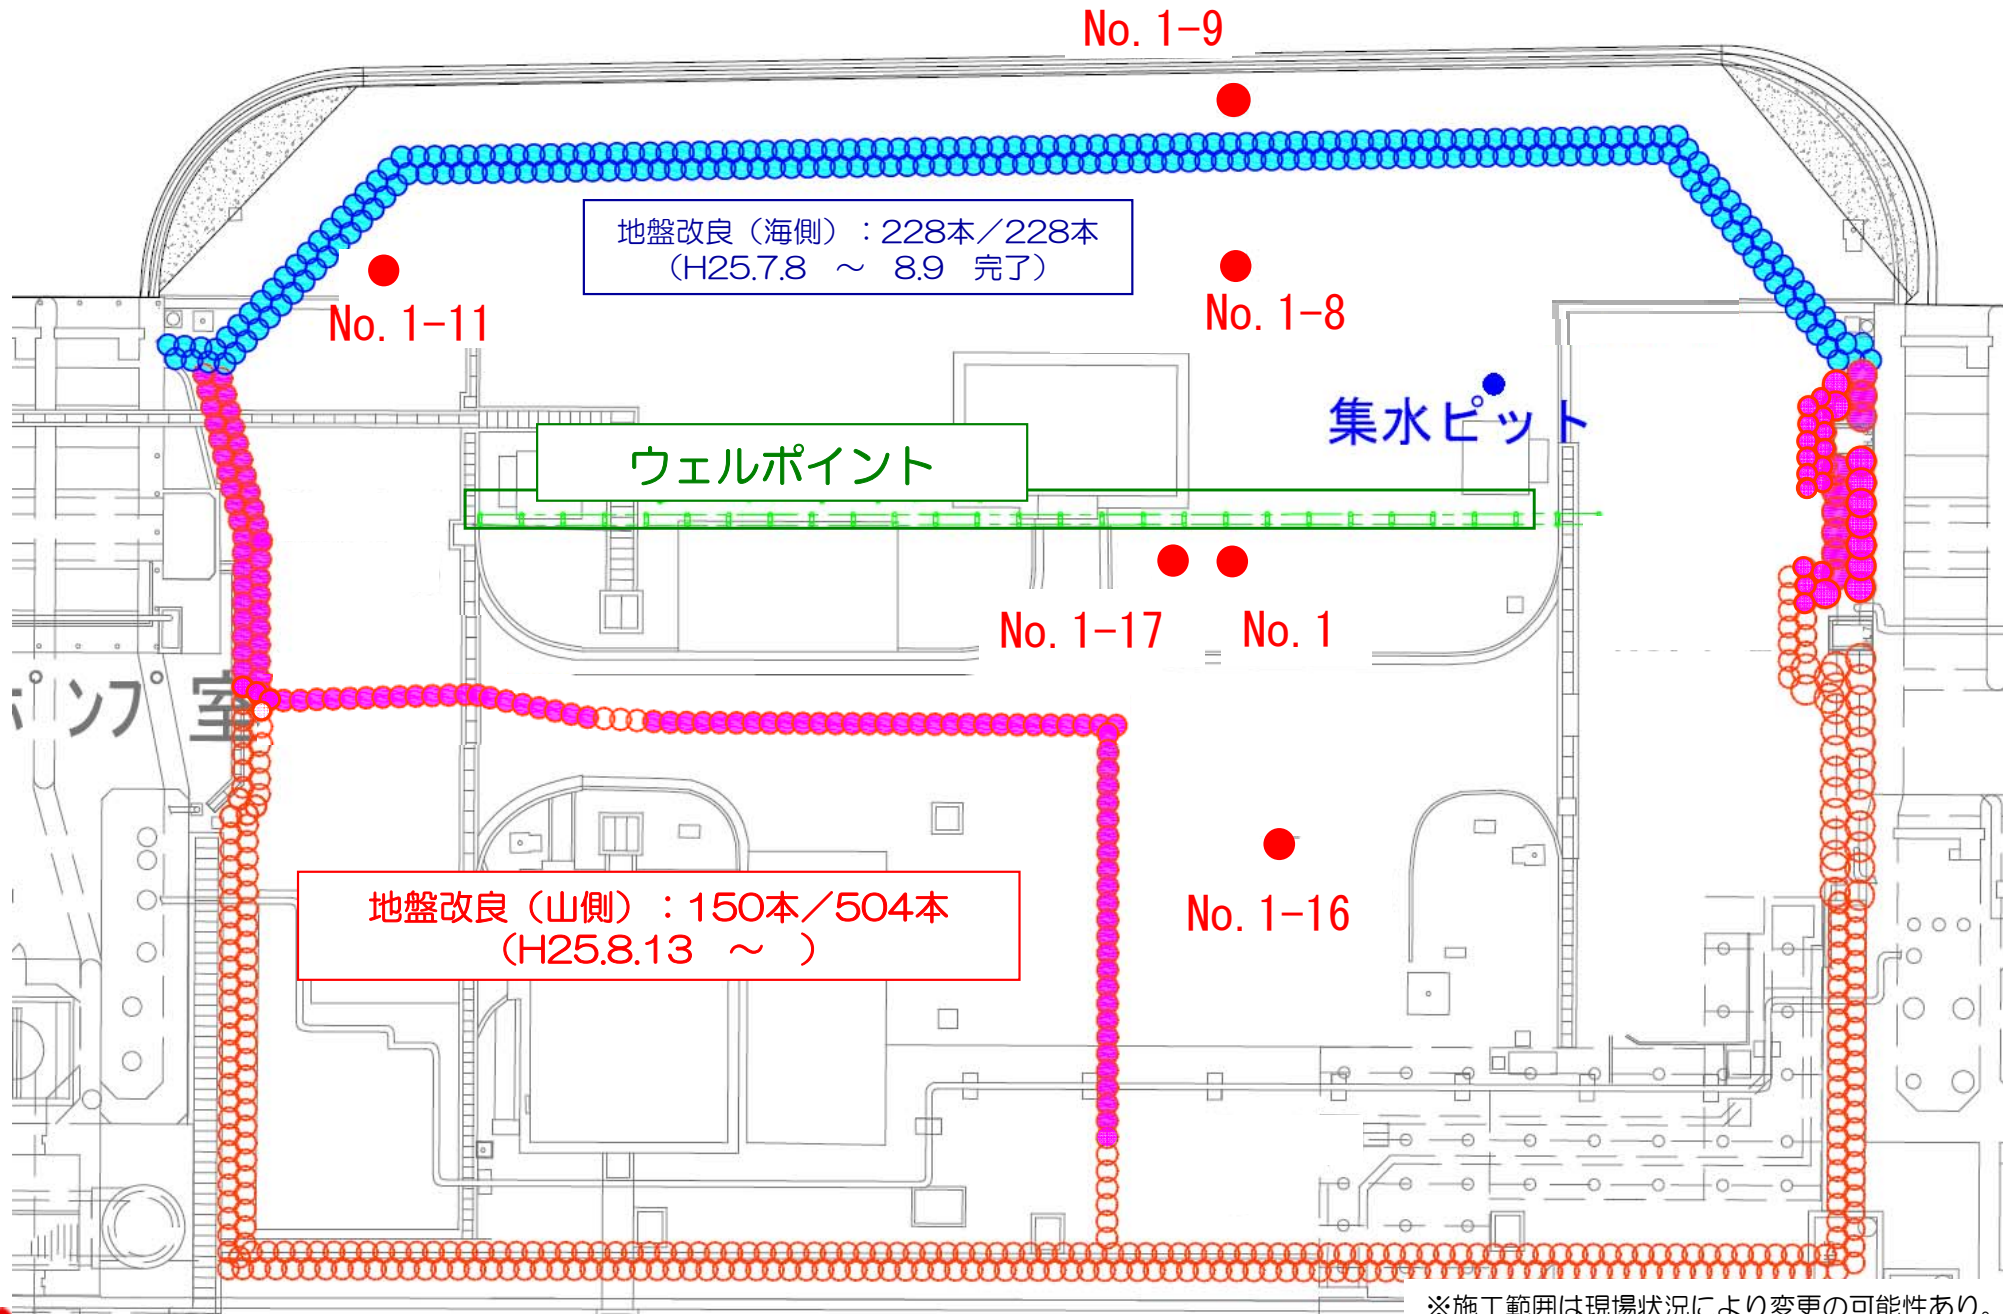 No. 1-9
地盤改良（海側）：228本／228本
（H25.7.8 ～ 8.9 完了）
No. 1-11
No. 1-8
集水ピット
ウェルポイント
No. 1-17
No. 1
ポンプ室
地盤改良（山側）：150本／504本
（H25.8.13 ～ ）
No. 1-16
※施工範囲は現場状況により変更の可能性あり。